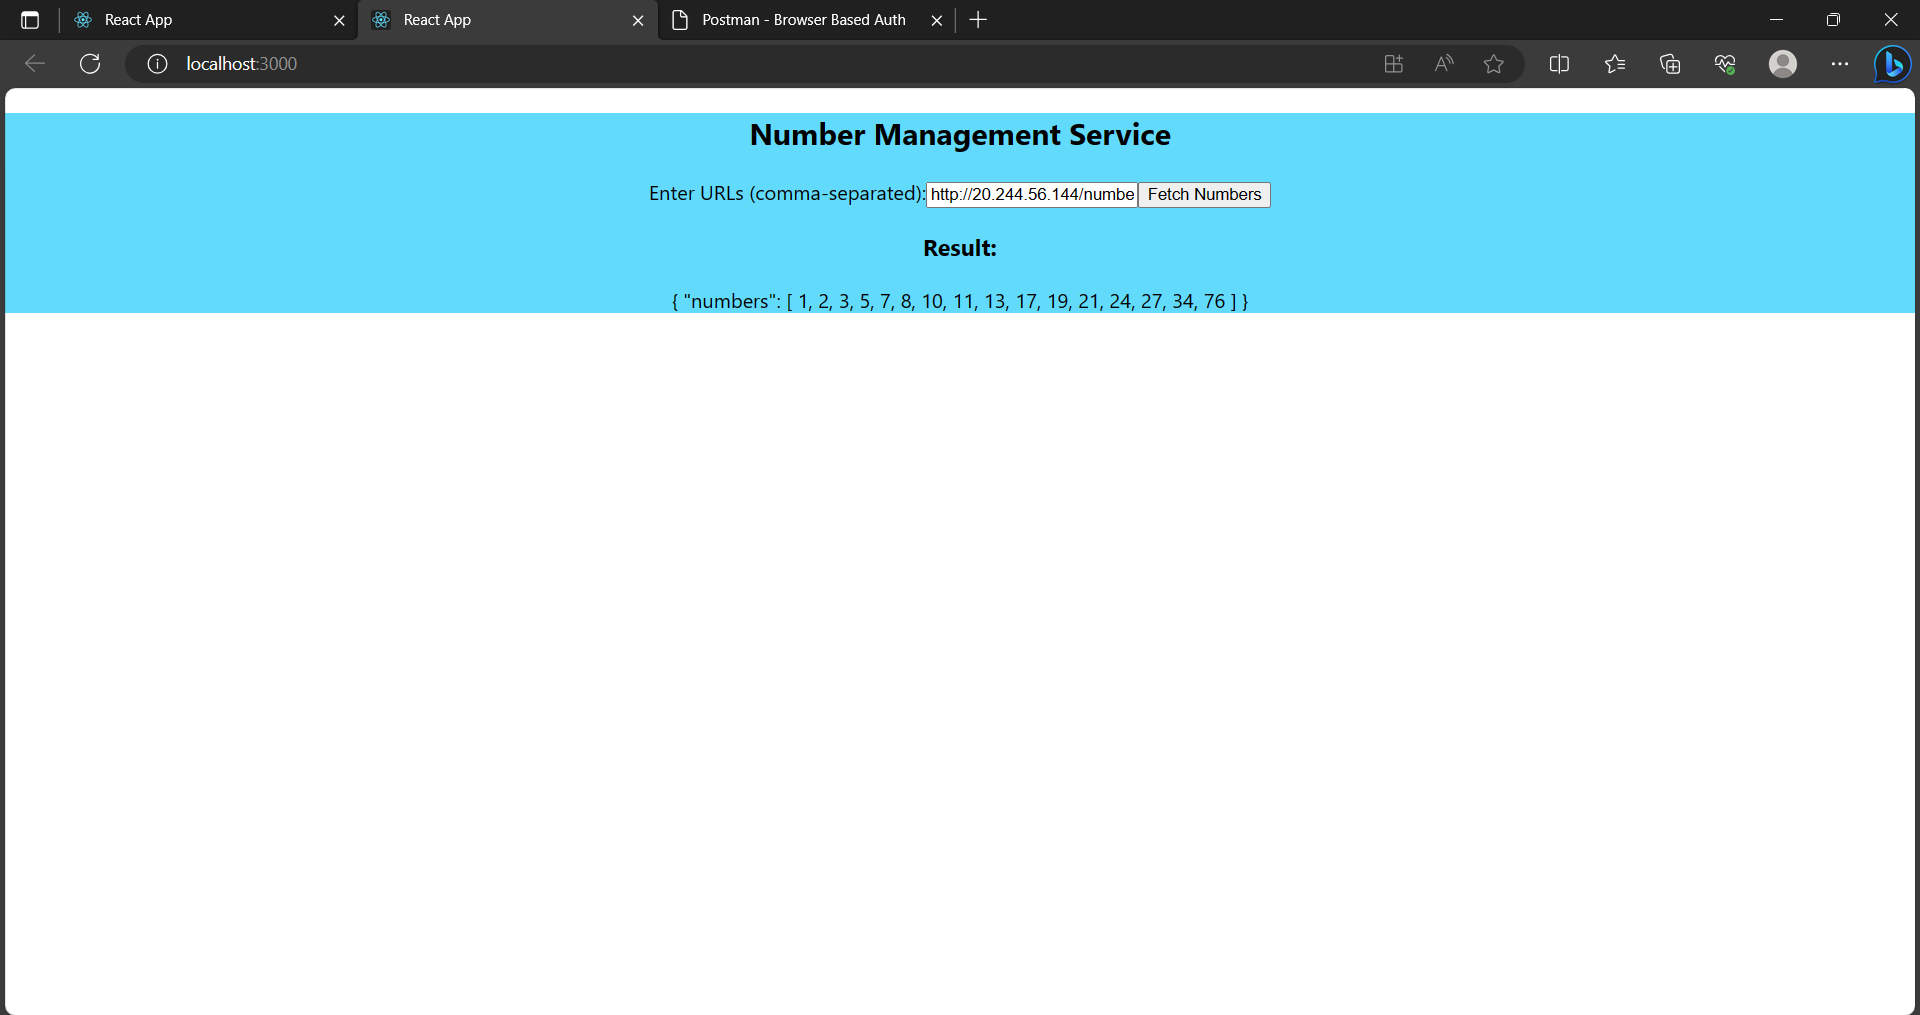 React App
React App
Postman - Browser Based Auth
localhost:3000
Number Management Service
Enter URLs (comma-separated): http://20.244.56.144/numbe Fetch Numbers
Result:
{ "numbers": [ 1, 2, 3, 5, 7, 8, 10, 11, 13, 17, 19, 21, 24, 27, 34, 76 ] }